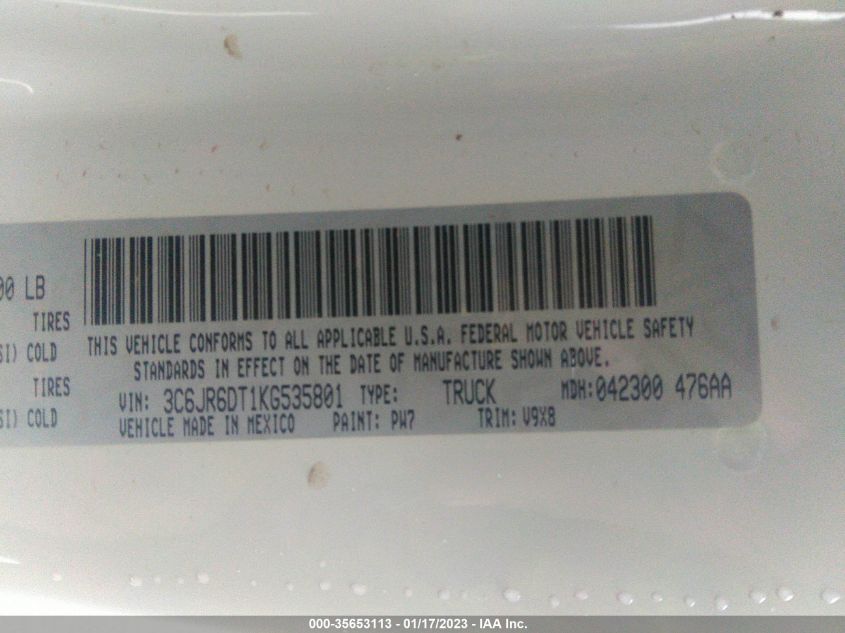 00 LB
TIRES
SI) COLD
TIRES
SI) COLD
THIS VEHICLE CONFORMS TO ALL APPLICABLE U.S.A. FEDERAL MOTOR VEHICLE SAFETY
STANDARDS IN EFFECT ON THE DATE OF MANUFACTURE SHOWN ABOVE.
VIN: 3C6JR6DT1KG535801 TYPE: TRUCK MDH:042300 476AA
VEHICLE MADE IN MEXICO PAINT: PW7 TRIM: V9X8
000-35653113 - 01/17/2023 - IAA Inc.